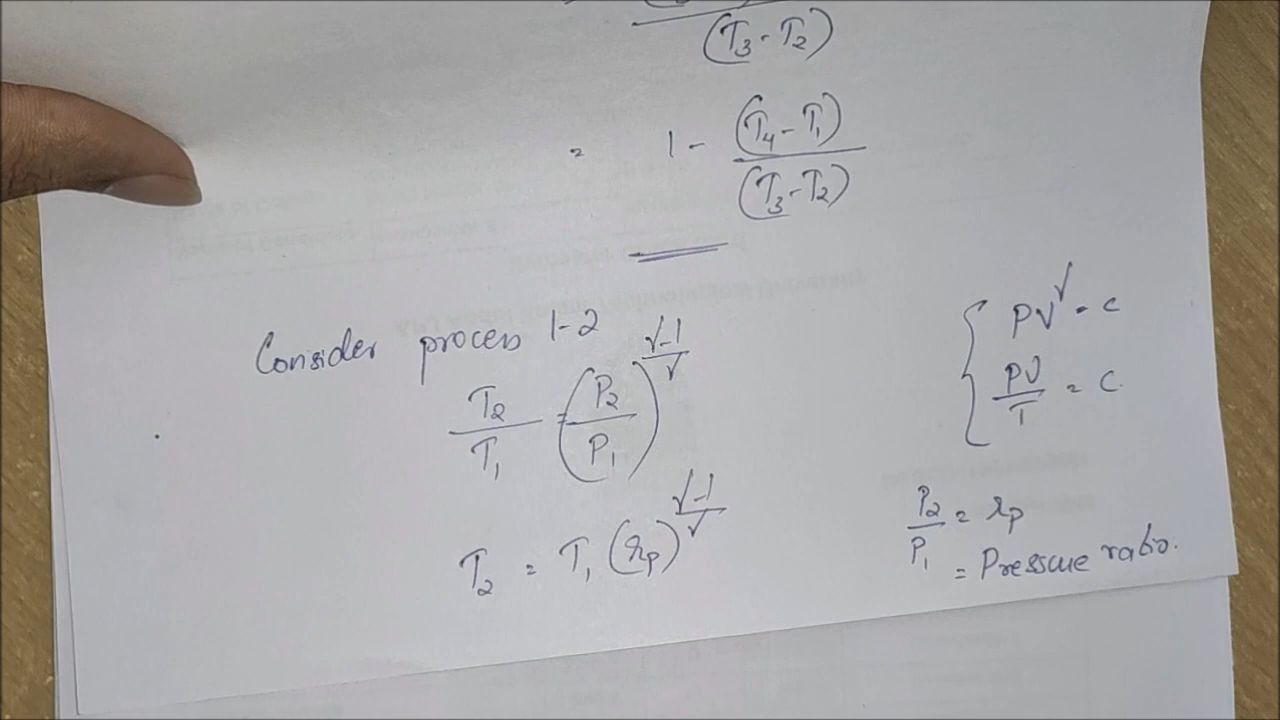 (T₃ - T₂)
= 1 - (T₄ - T₁) / (T₃ - T₂)
Consider process 1-2
T₂ / T₁ = (P₂ / P₁)^((γ-1)/γ)
T₂ = T₁ (rp)^((γ-1)/γ)
PV^γ = C
PV / T = C.
P₂ / P₁ = rp
= Pressure ratio.